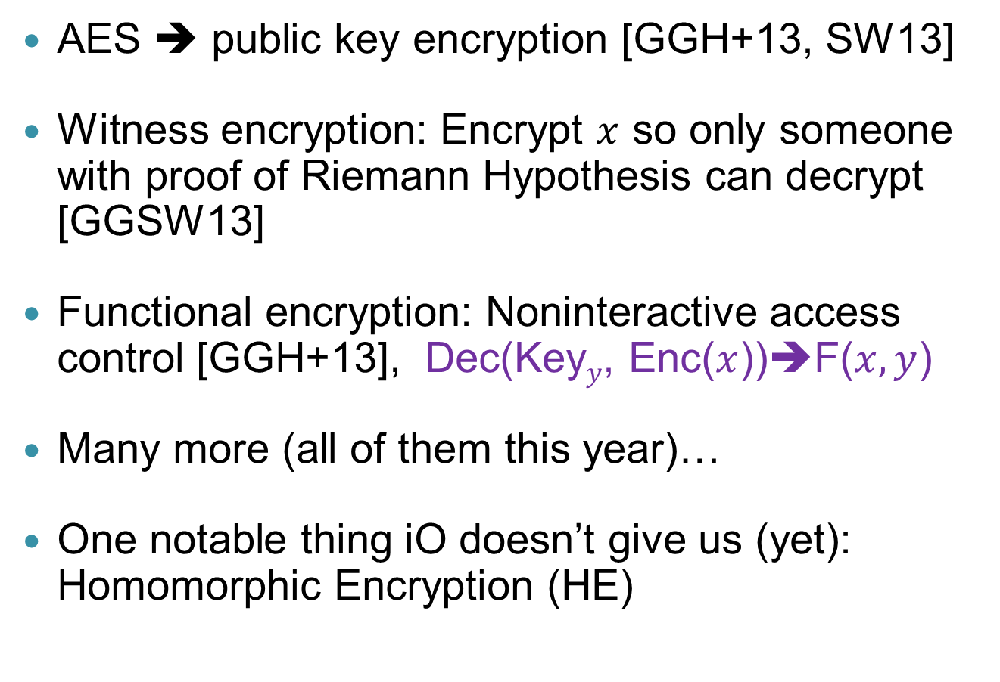 • AES ➔ public key encryption [GGH+13, SW13]
• Witness encryption: Encrypt 𝑥 so only someone
with proof of Riemann Hypothesis can decrypt
[GGSW13]
• Functional encryption: Noninteractive access
control [GGH+13], Dec(Key𝑦, Enc(𝑥))➔F(𝑥, 𝑦)
• Many more (all of them this year)…
• One notable thing iO doesn’t give us (yet):
Homomorphic Encryption (HE)